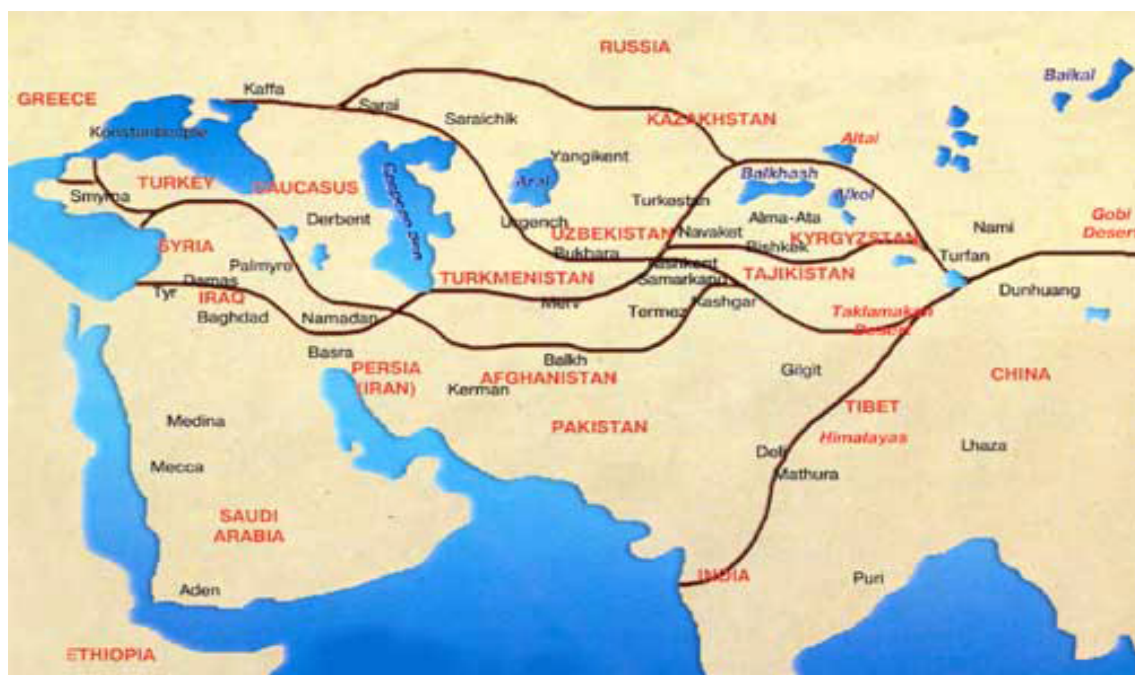 RUSSIA
Baikal
GREECE
Kaffa
Sarai
Saraichik
KAZAKHSTAN
Konstantinople
Altai
Yangikent
TURKEY
CAUCASUS
Caspean
Aral
Balkhash
Alkol
Smyrna
Turkestan
Derbent
Urgench
Alma-Ata
Nami
Gobi
Desert
SYRIA
UZBEKISTAN
Navaket
KYRGYZSTAN
Bukhara
Bishkek
Turfan
Palmyre
Tashkent
Damas
TURKMENISTAN
Samarkand
TAJIKISTAN
Tyr
IRAQ
Dunhuang
Merv
Kashgar
Baghdad
Namadan
Termez
Taklamakan
Desert
Basra
Balkh
PERSIA
(IRAN)
AFGHANISTAN
Gilgit
CHINA
Kerman
TIBET
Medina
PAKISTAN
Himalayas
Lhaza
Deli
Mecca
Mathura
SAUDI
ARABIA
INDIA
Puri
Aden
ETHIOPIA